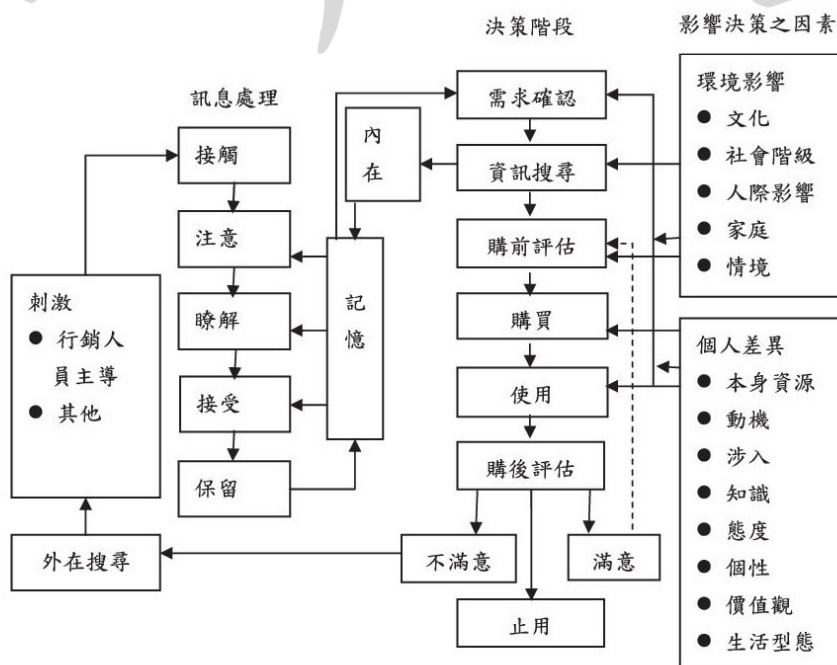 決策階段
影響決策之因素
訊息處理
需求確認
環境影響
● 文化
● 社會階級
● 人際影響
● 家庭
● 情境
接觸
內
在
資訊搜尋
注意
購前評估
刺激
● 行銷人
員主導
● 其他
瞭解
記
憶
購買
個人差異
● 本身資源
● 動機
● 涉入
● 知識
● 態度
● 個性
● 價值觀
● 生活型態
接受
使用
保留
購後評估
外在搜尋
不滿意
滿意
止用